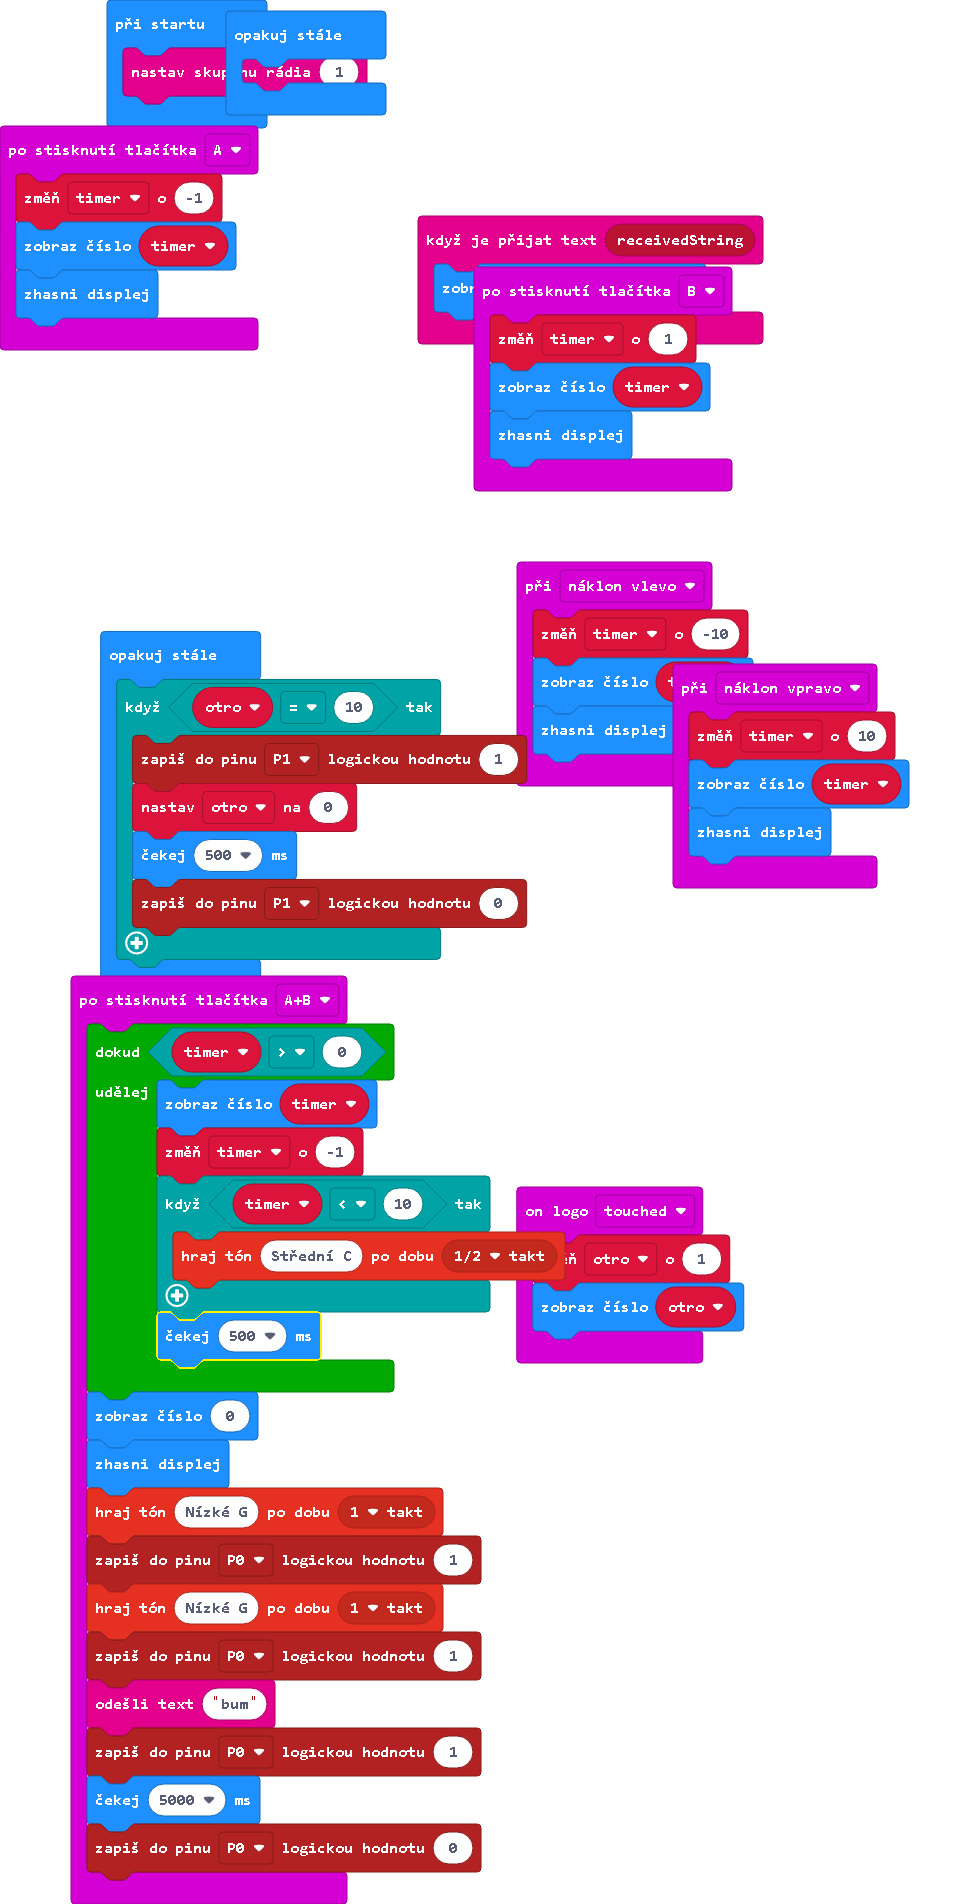 při startu
nastav skup nu rádia 1
opakuj stále
po stisknutí tlačítka A
změň timer o -1
zobraz číslo timer
zhasni displej
když je přijat text receivedString
zobr
po stisknutí tlačítka B
změň timer o 1
zobraz číslo timer
zhasni displej
při náklon vlevo
změň timer o -10
zobraz číslo
zhasni displej
při náklon vpravo
změň timer o 10
zobraz číslo timer
zhasni displej
opakuj stále
když otro = 10 tak
zapiš do pinu P1 logickou hodnotu 1
nastav otro na 0
čekej 500 ms
zapiš do pinu P1 logickou hodnotu 0
po stisknutí tlačítka A+B
dokud timer > 0
udělej
zobraz číslo timer
změň timer o -1
když timer < 10 tak
hraj tón Střední C po dobu 1/2 takt
čekej 500 ms
on logo touched
ň otro o 1
zobraz číslo otro
zobraz číslo 0
zhasni displej
hraj tón Nízké G po dobu 1 takt
zapiš do pinu P0 logickou hodnotu 1
hraj tón Nízké G po dobu 1 takt
zapiš do pinu P0 logickou hodnotu 1
odešli text "bum"
zapiš do pinu P0 logickou hodnotu 1
čekej 5000 ms
zapiš do pinu P0 logickou hodnotu 0